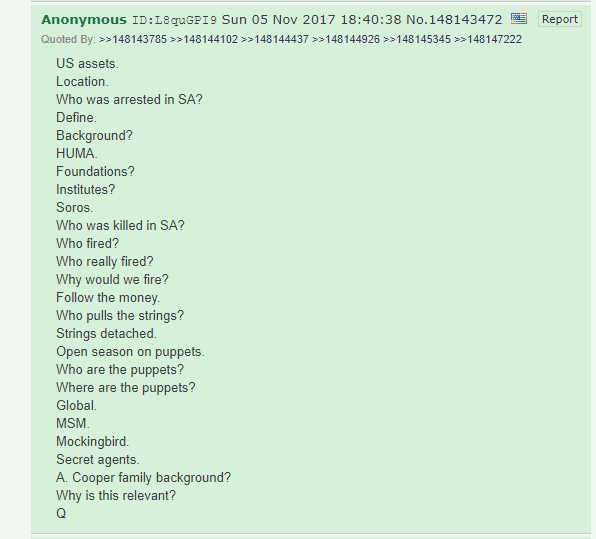 Anonymous ID:L8quGPI9 Sun 05 Nov 2017 18:40:38 No.148143472 Report
Quoted By: >>148143785 >>148144102 >>148144437 >>148144926 >>148145345 >>148147222
US assets.
Location.
Who was arrested in SA?
Define.
Background?
HUMA.
Foundations?
Institutes?
Soros.
Who was killed in SA?
Who fired?
Who really fired?
Why would we fire?
Follow the money.
Who pulls the strings?
Strings detached.
Open season on puppets.
Who are the puppets?
Where are the puppets?
Global.
MSM.
Mockingbird.
Secret agents.
A. Cooper family background?
Why is this relevant?
Q